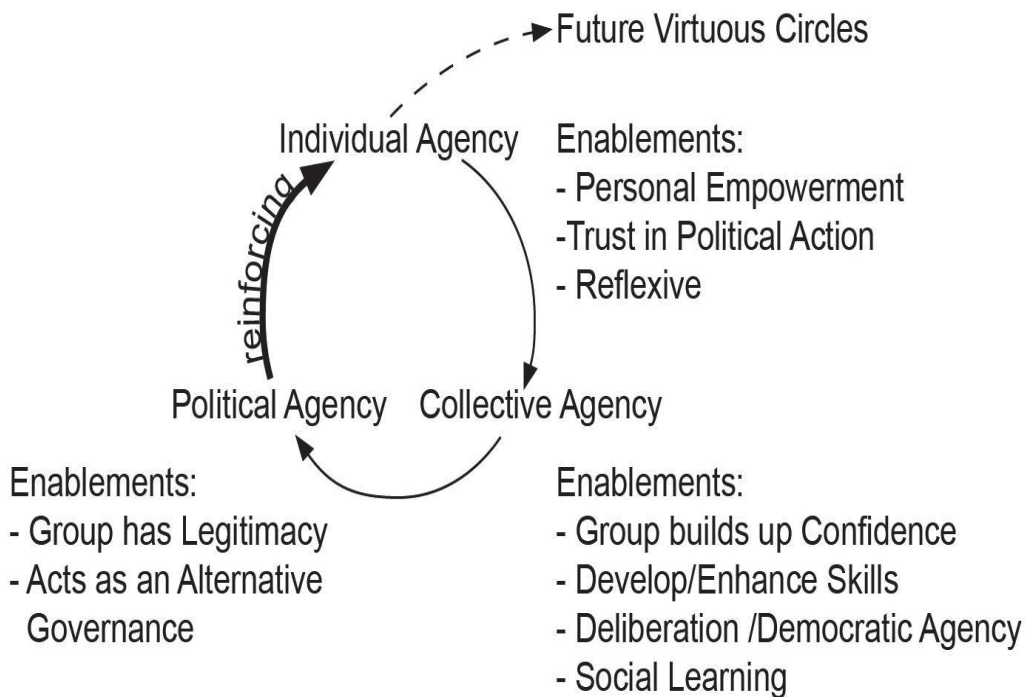 Future Virtuous Circles
Individual Agency
Enablements:
- Personal Empowerment
-Trust in Political Action
- Reflexive
reinforcing
Political Agency
Collective Agency
Enablements:
- Group has Legitimacy
- Acts as an Alternative
Governance
Enablements:
- Group builds up Confidence
- Develop/Enhance Skills
- Deliberation /Democratic Agency
- Social Learning